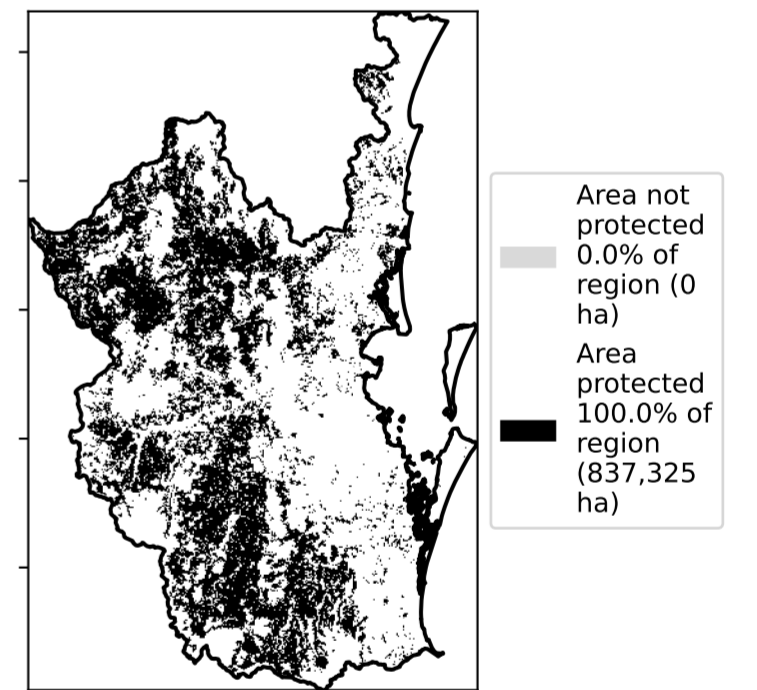 Area not
protected
0.0% of
region (0
ha)
Area
protected
100.0% of
region
(837,325
ha)